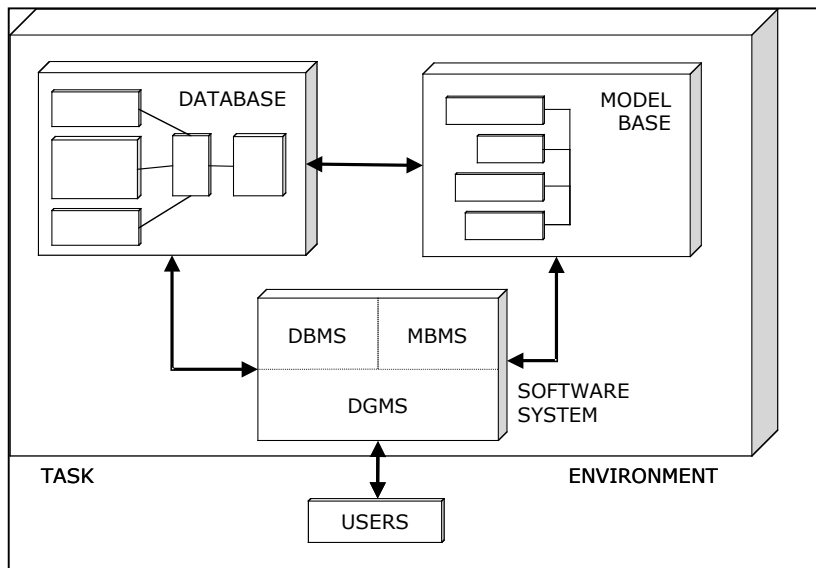 DATABASE
MODEL
BASE
DBMS
MBMS
DGMS
SOFTWARE
SYSTEM
TASK
ENVIRONMENT
USERS